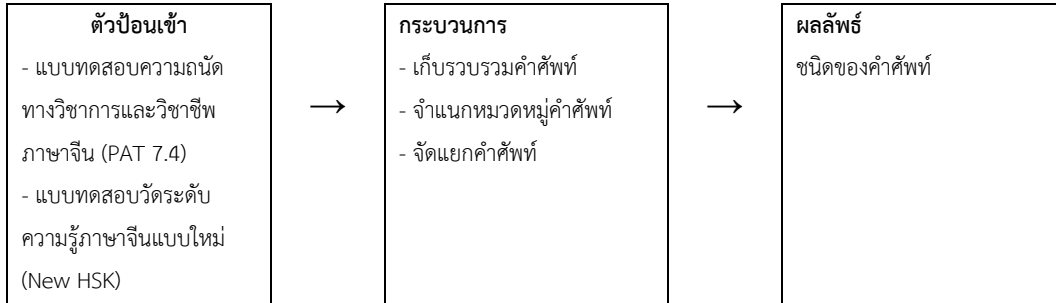 ตัวป้อนเข้า
- แบบทดสอบความถนัด
ทางวิชาการและวิชาชีพ
ภาษาจีน (PAT 7.4)
- แบบทดสอบวัดระดับ
ความรู้ภาษาจีนแบบใหม่
(New HSK)
→
กระบวนการ
- เก็บรวบรวมคำศัพท์
- จำแนกหมวดหมู่คำศัพท์
- จัดแยกคำศัพท์
→
ผลลัพธ์
ชนิดของคำศัพท์